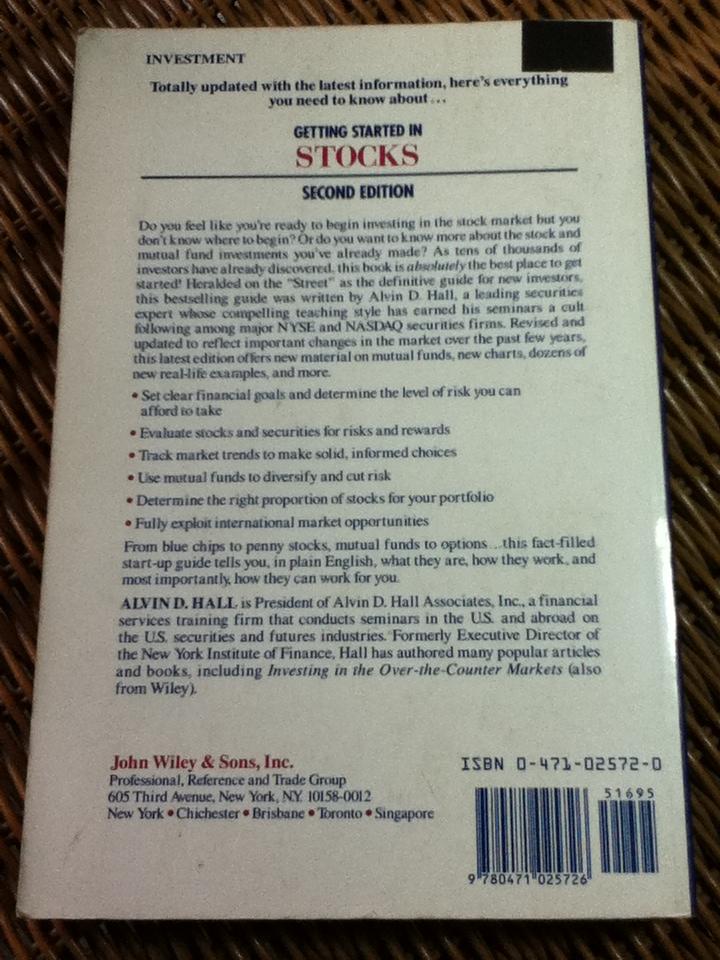 INVESTMENT
Totally updated with the latest information, here's everything
you need to know about...
GETTING STARTED IN
STOCKS
SECOND EDITION
Do you feel like you're ready to begin investing in the stock market but you
don't know where to begin? Or do you want to know more about the stock and
mutual fund investments you've already made? As tens of thousands of
investors have already discovered, this book is absolutely the best place to get
started! Heralded on the "Street" as the definitive guide for new investors,
this bestselling guide was written by Alvin D. Hall, a leading securities
expert whose compelling teaching style has earned his seminars a cult
following among major NYSE and NASDAQ securities firms. Revised and
updated to reflect important changes in the market over the past few years,
this latest edition offers new material on mutual funds, new charts, dozens of
new real-life examples, and more.
• Set clear financial goals and determine the level of risk you can
afford to take
• Evaluate stocks and securities for risks and rewards
• Track market trends to make solid, informed choices
• Use mutual funds to diversify and cut risk
• Determine the right proportion of stocks for your portfolio
• Fully exploit international market opportunities
From blue chips to penny stocks, mutual funds to options...this fact-filled
start-up guide tells you, in plain English, what they are, how they work, and
most importantly, how they can work for you.
ALVIN D. HALL is President of Alvin D. Hall Associates, Inc., a financial
services training firm that conducts seminars in the U.S. and abroad on
the U.S. securities and futures industries. Formerly Executive Director of
the New York Institute of Finance, Hall has authored many popular articles
and books, including Investing in the Over-the-Counter Markets (also
from Wiley).
John Wiley & Sons, Inc.
Professional, Reference and Trade Group
605 Third Avenue, New York, N.Y. 10158-0012
New York • Chichester • Brisbane • Toronto • Singapore
ISBN 0-471-02572-0
51695
9 780471 025726